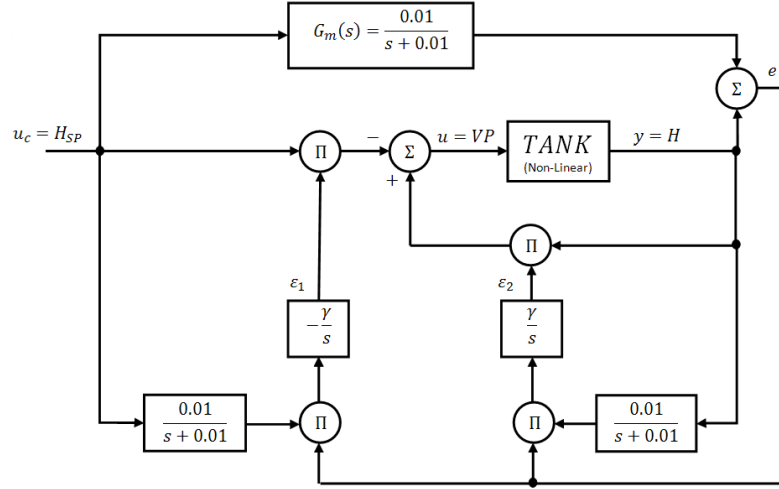 G_m(s) = 0.01 / (s + 0.01)
Σ
e
u_c = H_SP
Π
−
Σ
u = VP
TANK
(Non-Linear)
y = H
+
Π
ε_1
ε_2
−γ/s
γ/s
0.01 / (s + 0.01)
Π
Π
0.01 / (s + 0.01)